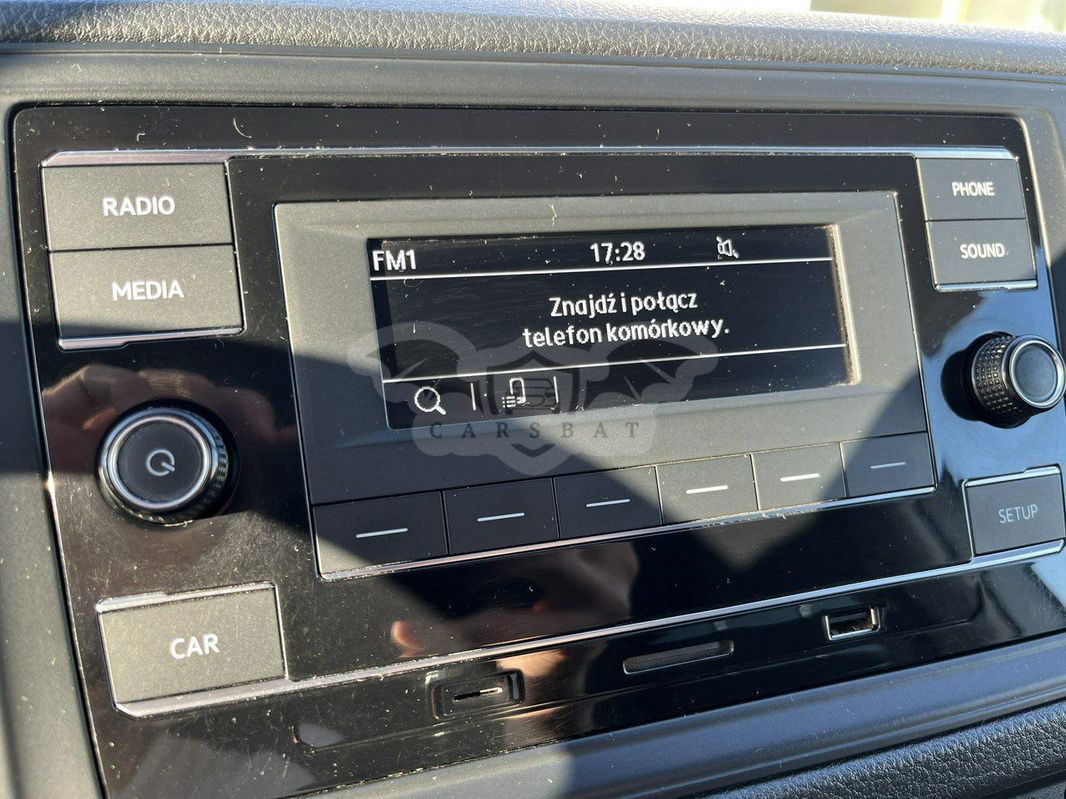 RADIO
MEDIA
FM1 17:28
Znajdź i połącz
telefon komórkowy.
PHONE
SOUND
CARSBAT
SETUP
CAR